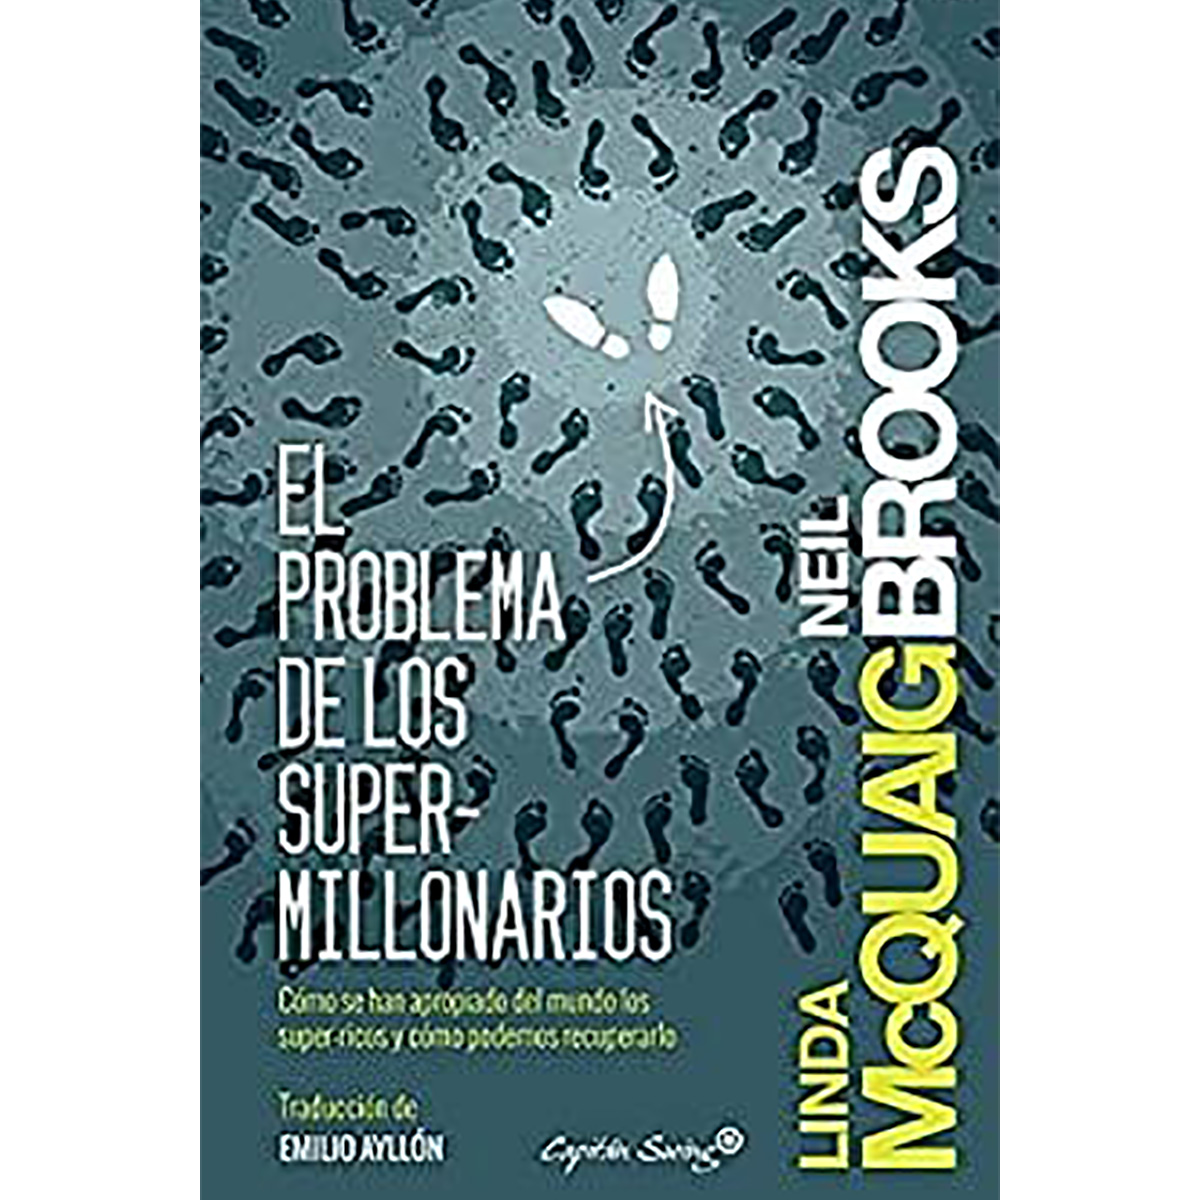 EL
PROBLEMA
DE LOS
SUPER-
MILLONARIOS
Cómo se han apropiado del mundo los
super-ricos y cómo podemos recuperarlo
Traducción de
EMILIO AYLLÓN
Capitán Swing
LINDA
McQUAIG
NEIL
BROOKS